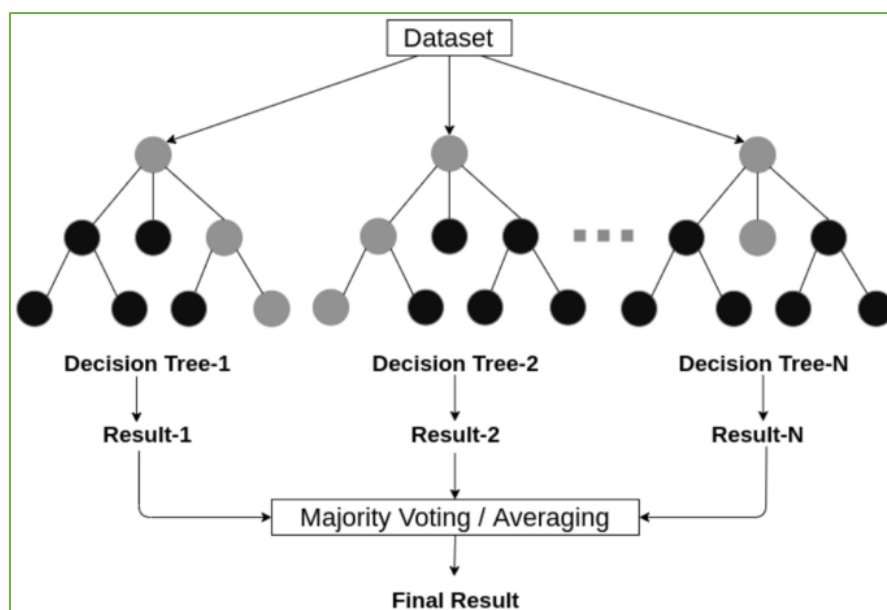 Dataset
Decision Tree-1
Decision Tree-2
Decision Tree-N
Result-1
Result-2
Result-N
Majority Voting / Averaging
Final Result